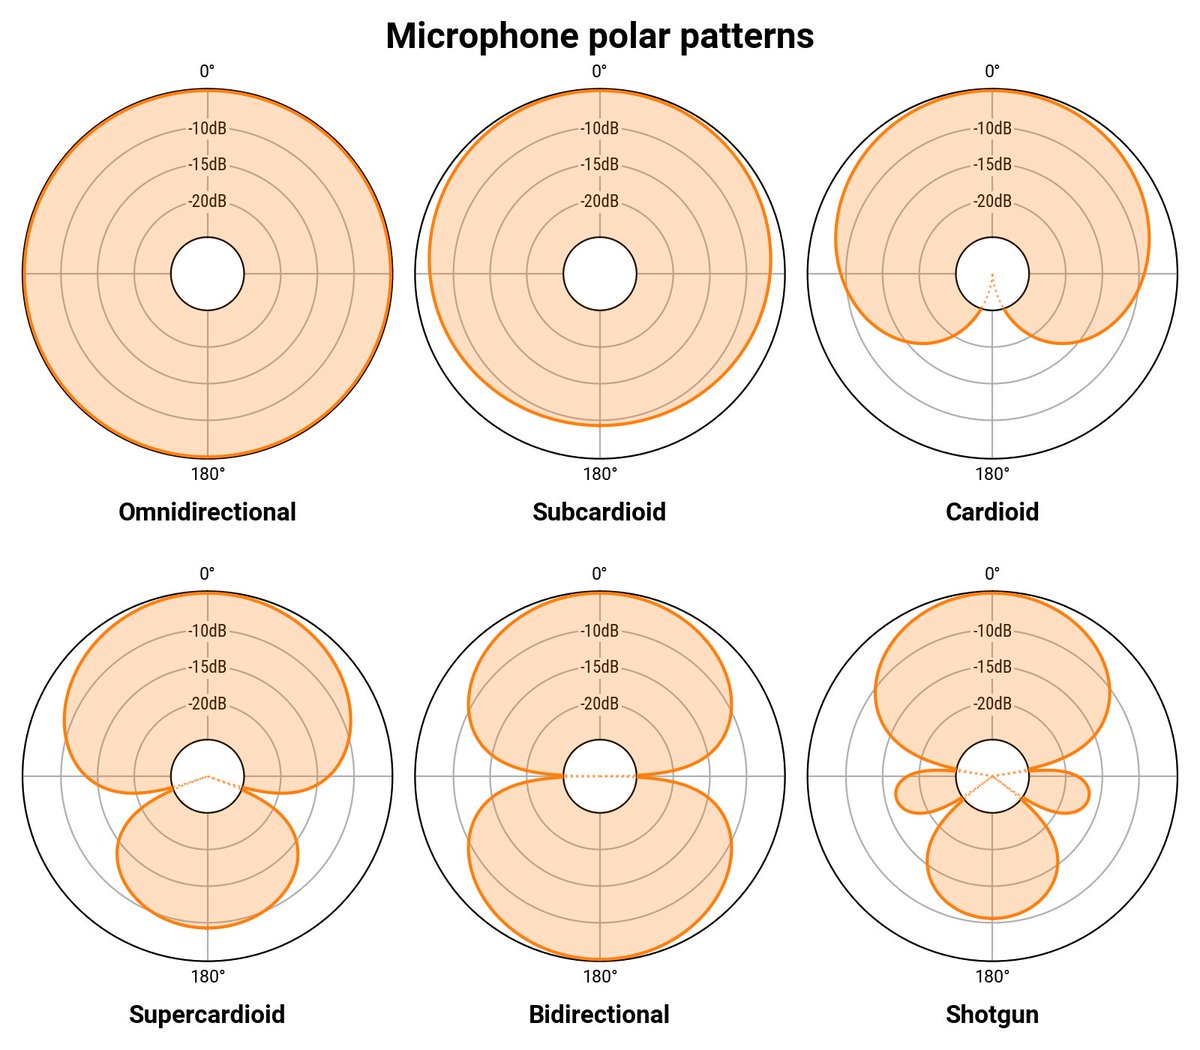 Microphone polar patterns
0°
0°
0°
-10dB
-10dB
-10dB
-15dB
-15dB
-15dB
-20dB
-20dB
-20dB
180°
180°
180°
Omnidirectional
Subcardioid
Cardioid
0°
0°
0°
-10dB
-10dB
-10dB
-15dB
-15dB
-15dB
-20dB
-20dB
-20dB
180°
180°
180°
Supercardioid
Bidirectional
Shotgun